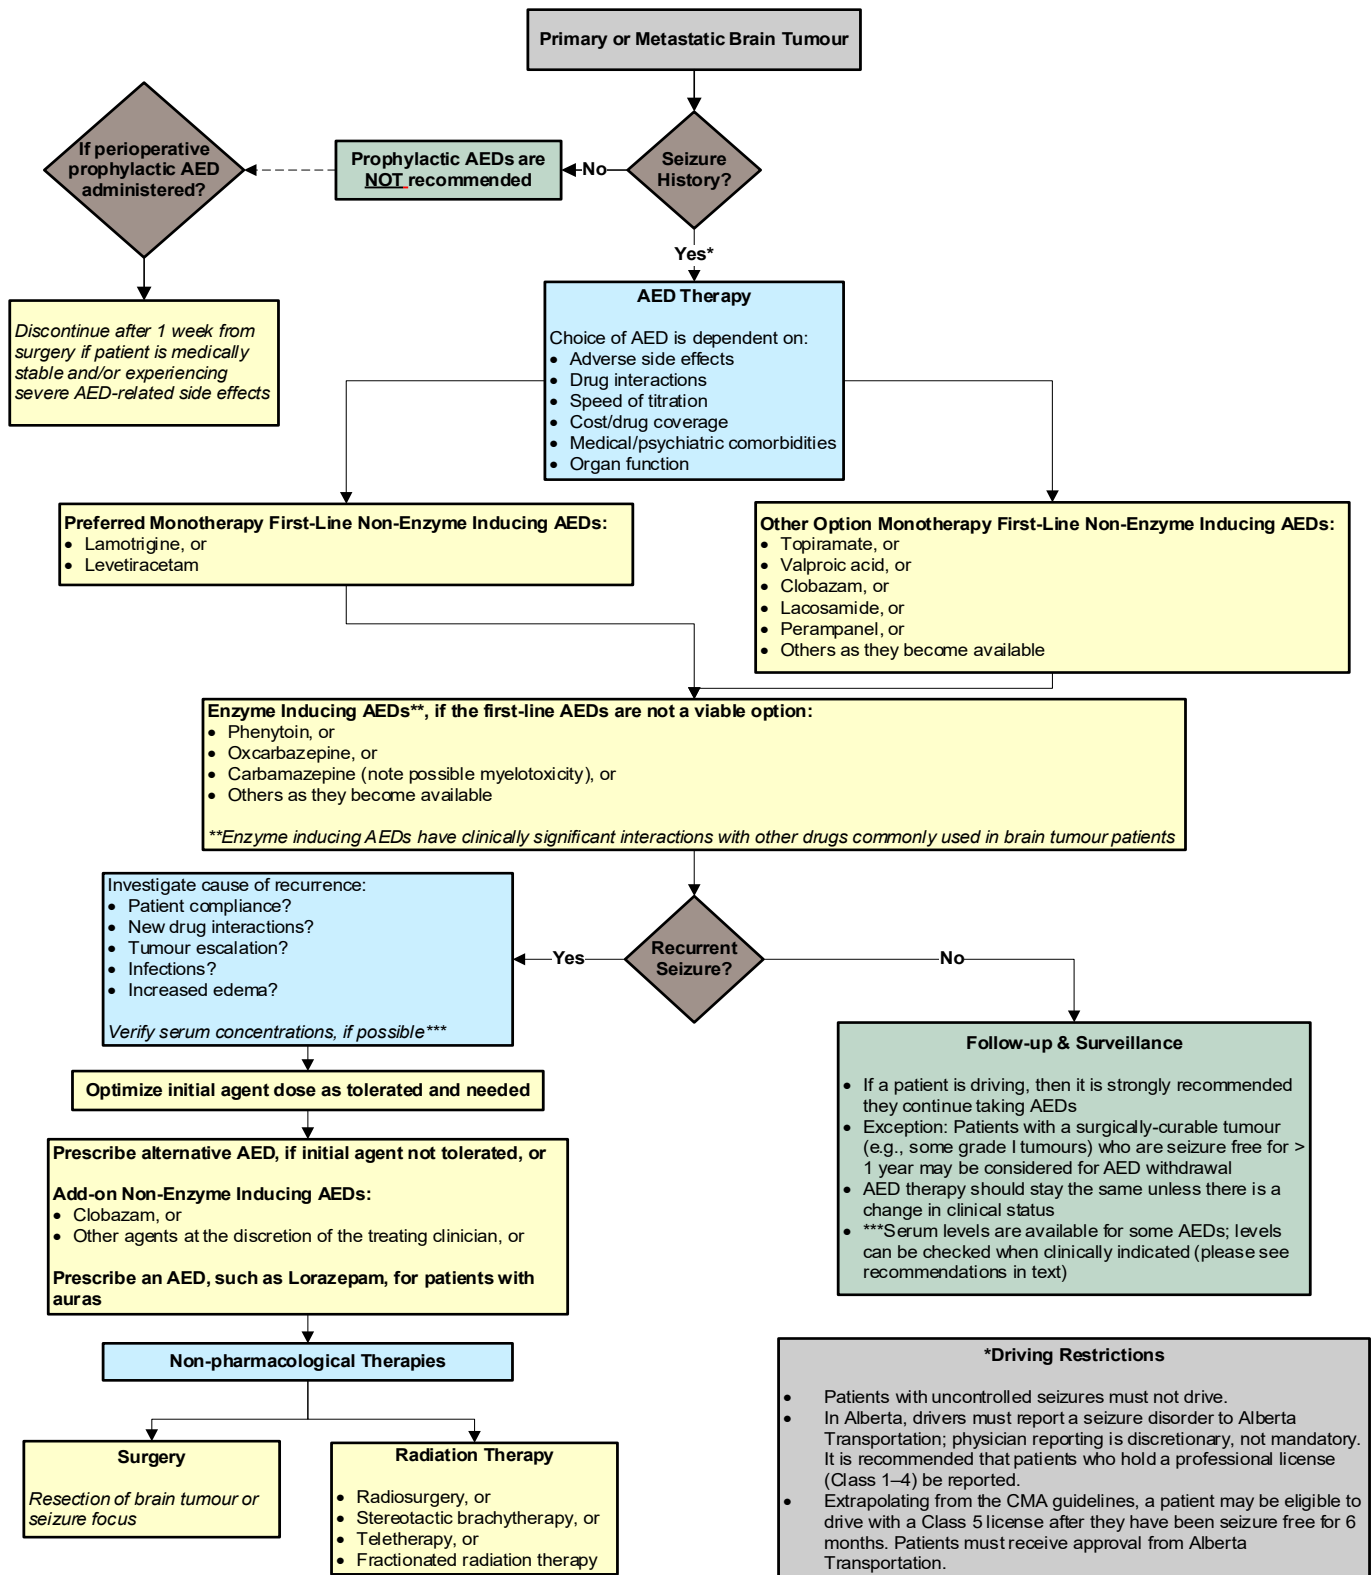 Primary or Metastatic Brain Tumour
If perioperative
prophylactic AED
administered?
Prophylactic AEDs are
NOT recommended
No
Seizure
History?
Yes*
Discontinue after 1 week from
surgery if patient is medically
stable and/or experiencing
severe AED-related side effects
AED Therapy
Choice of AED is dependent on:
• Adverse side effects
• Drug interactions
• Speed of titration
• Cost/drug coverage
• Medical/psychiatric comorbidities
• Organ function
Preferred Monotherapy First-Line Non-Enzyme Inducing AEDs:
• Lamotrigine, or
• Levetiracetam
Other Option Monotherapy First-Line Non-Enzyme Inducing AEDs:
• Topiramate, or
• Valproic acid, or
• Clobazam, or
• Lacosamide, or
• Perampanel, or
• Others as they become available
Enzyme Inducing AEDs**, if the first-line AEDs are not a viable option:
• Phenytoin, or
• Oxcarbazepine, or
• Carbamazepine (note possible myelotoxicity), or
• Others as they become available
**Enzyme inducing AEDs have clinically significant interactions with other drugs commonly used in brain tumour patients
Investigate cause of recurrence:
• Patient compliance?
• New drug interactions?
• Tumour escalation?
• Infections?
• Increased edema?
Verify serum concentrations, if possible***
Yes
Recurrent
Seizure?
No
Optimize initial agent dose as tolerated and needed
Prescribe alternative AED, if initial agent not tolerated, or
Add-on Non-Enzyme Inducing AEDs:
• Clobazam, or
• Other agents at the discretion of the treating clinician, or
Prescribe an AED, such as Lorazepam, for patients with
auras
Follow-up & Surveillance
• If a patient is driving, then it is strongly recommended
they continue taking AEDs
• Exception: Patients with a surgically-curable tumour
(e.g., some grade I tumours) who are seizure free for >
1 year may be considered for AED withdrawal
• AED therapy should stay the same unless there is a
change in clinical status
• ***Serum levels are available for some AEDs; levels
can be checked when clinically indicated (please see
recommendations in text)
Non-pharmacological Therapies
Surgery
Resection of brain tumour or
seizure focus
Radiation Therapy
• Radiosurgery, or
• Stereotactic brachytherapy, or
• Teletherapy, or
• Fractionated radiation therapy
*Driving Restrictions
• Patients with uncontrolled seizures must not drive.
• In Alberta, drivers must report a seizure disorder to Alberta
Transportation; physician reporting is discretionary, not mandatory.
It is recommended that patients who hold a professional license
(Class 1–4) be reported.
• Extrapolating from the CMA guidelines, a patient may be eligible to
drive with a Class 5 license after they have been seizure free for 6
months. Patients must receive approval from Alberta
Transportation.